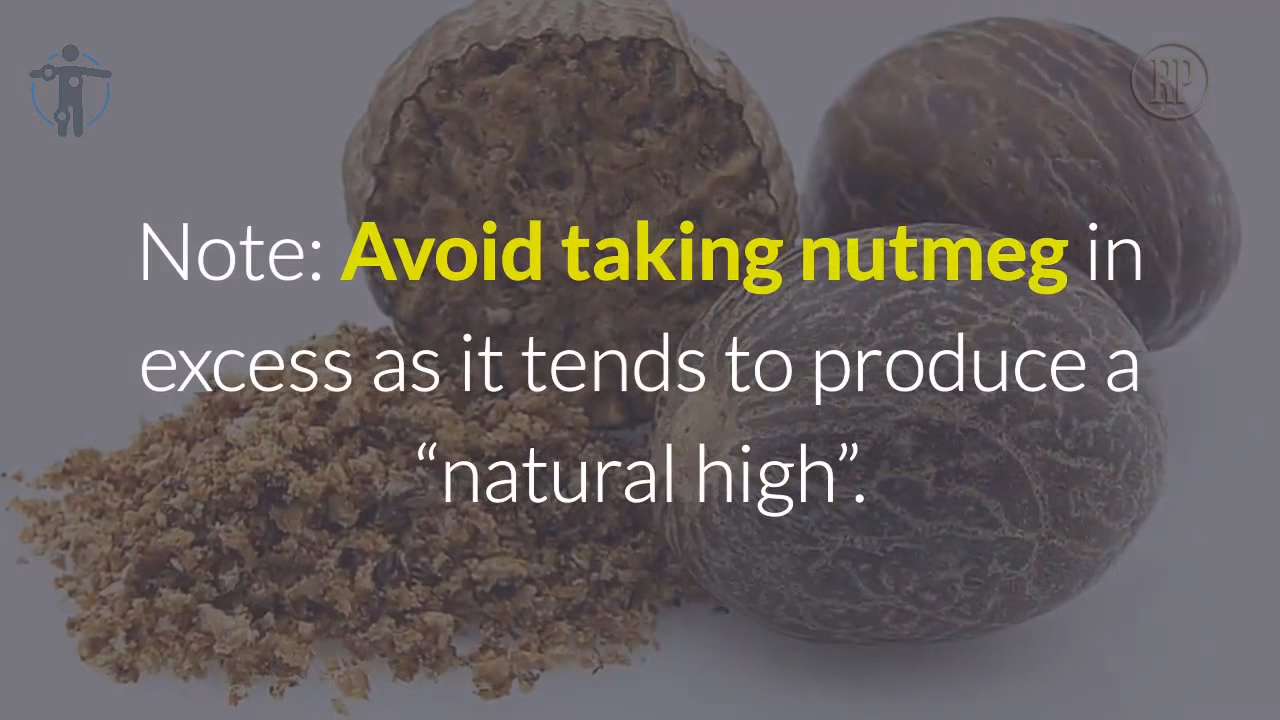 RP
Note: Avoid taking nutmeg in
excess as it tends to produce a
“natural high”.